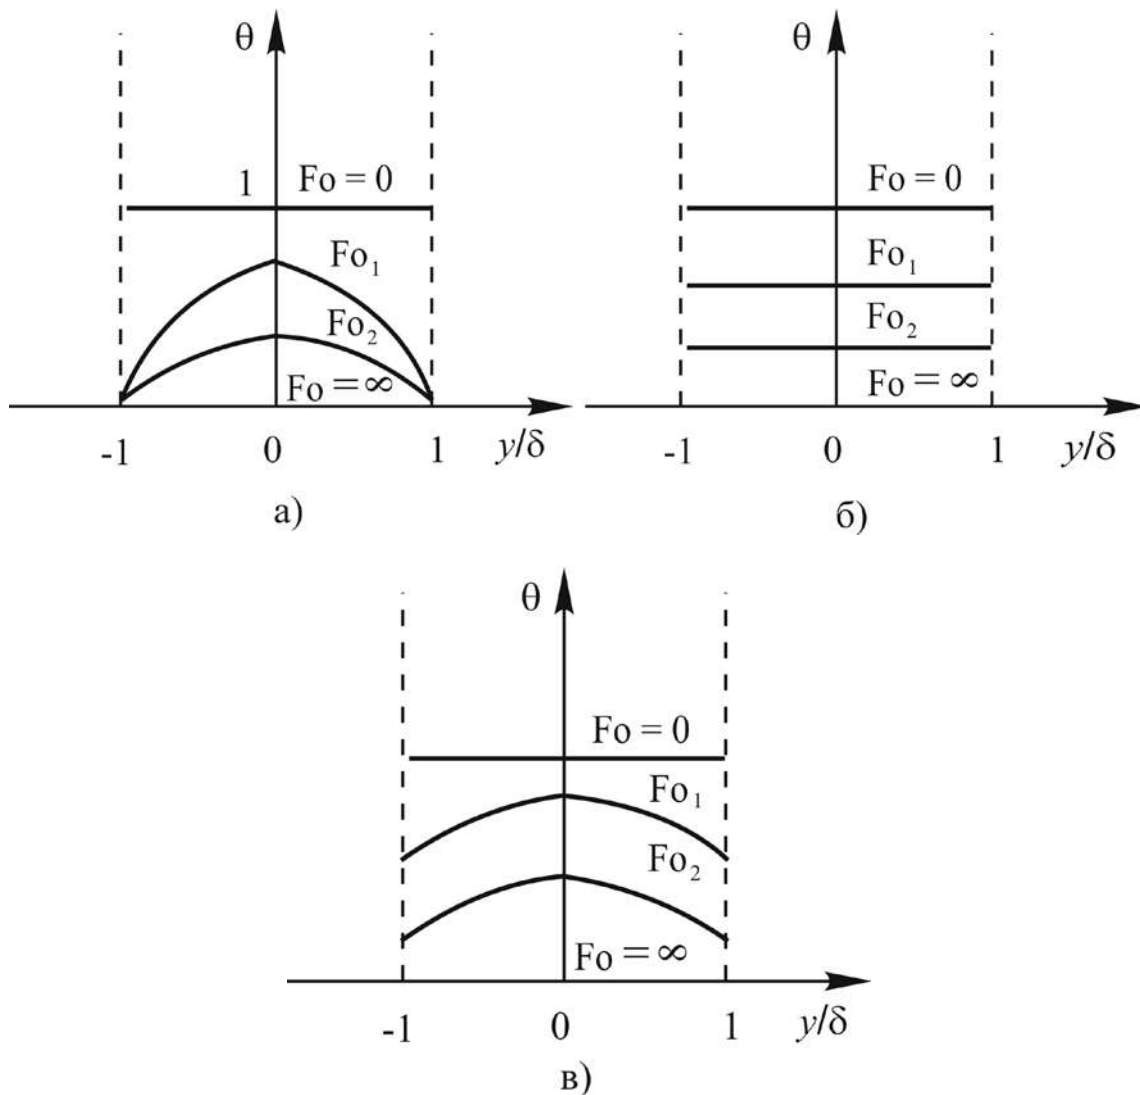 θ
1
Fo = 0
Fo₁
Fo₂
Fo = ∞
-1 0 1 y/δ
а)
θ
Fo = 0
Fo₁
Fo₂
Fo = ∞
-1 0 1 y/δ
б)
θ
Fo = 0
Fo₁
Fo₂
Fo = ∞
-1 0 1 y/δ
в)